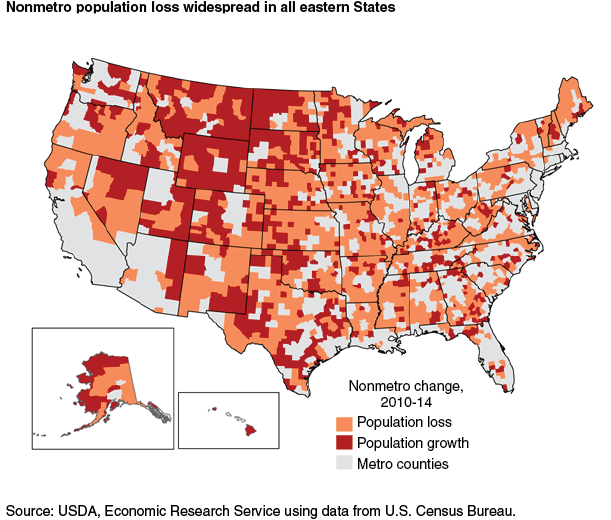 Nonmetro population loss widespread in all eastern States
Nonmetro change,
2010-14
Population loss
Population growth
Metro counties
Source: USDA, Economic Research Service using data from U.S. Census Bureau.